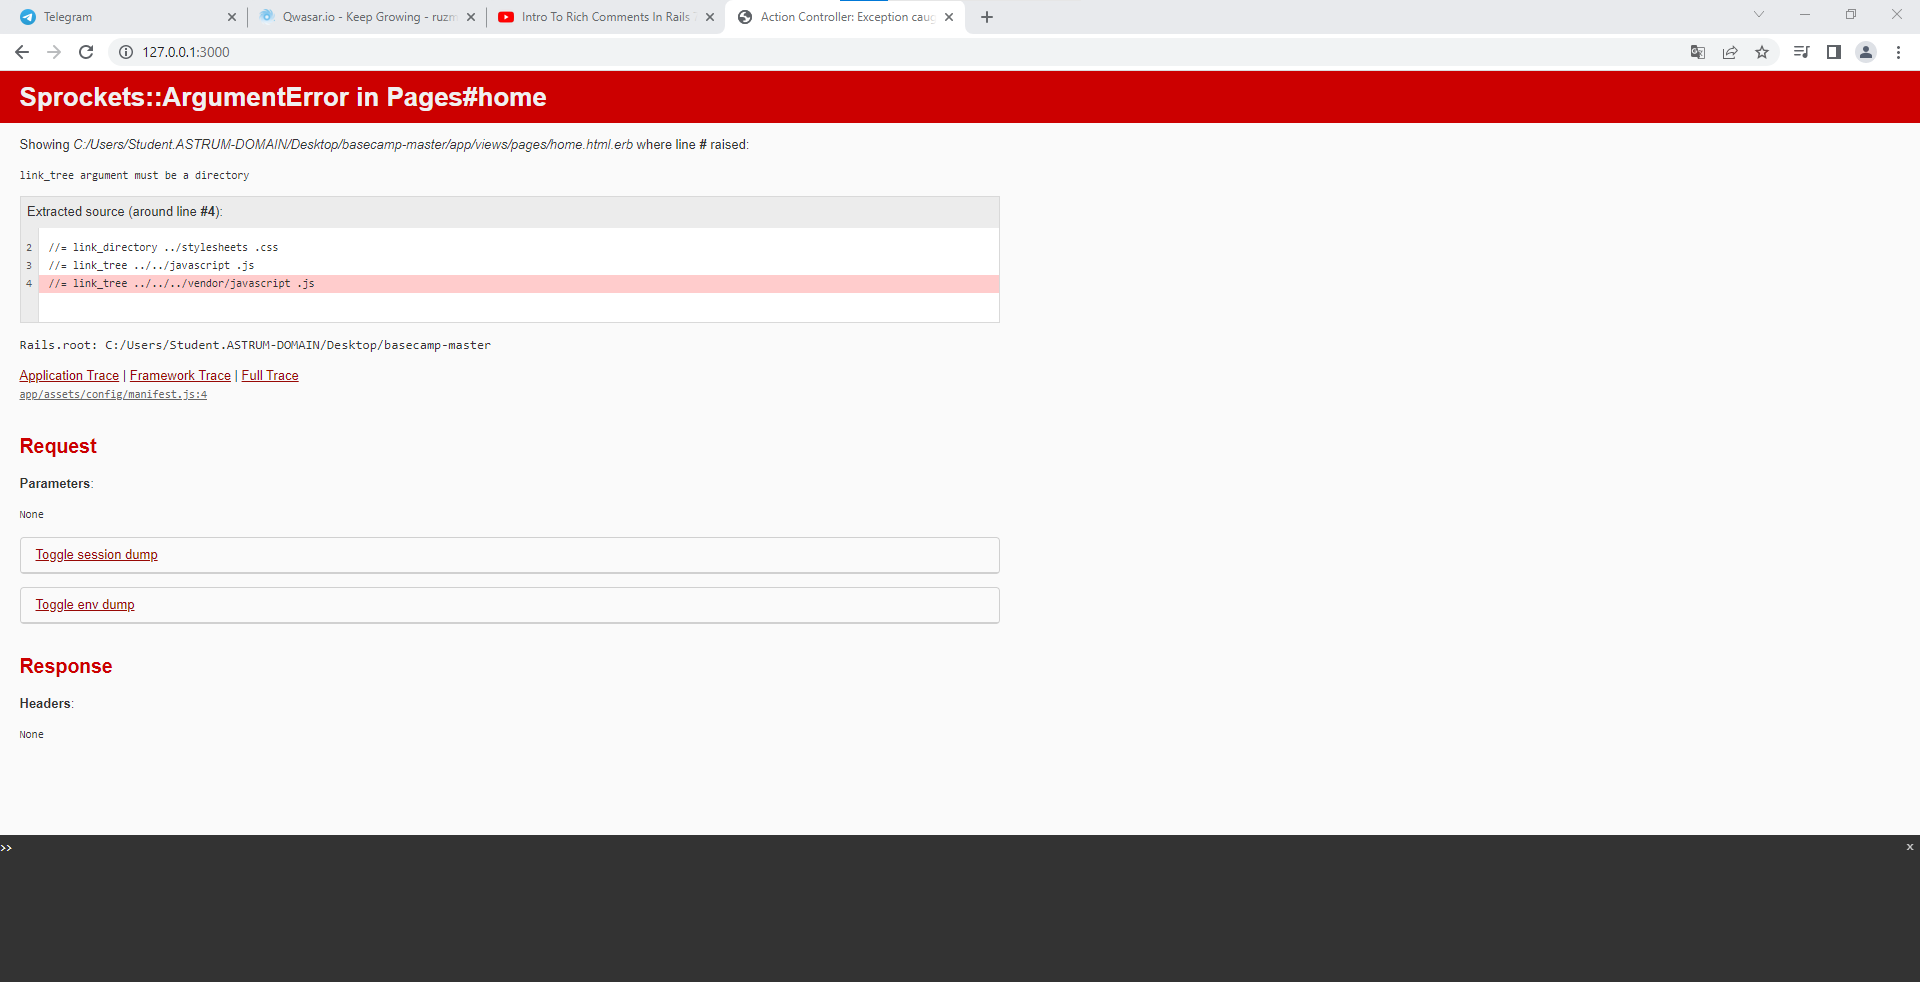 Telegram
Qwasar.io - Keep Growing - ruzm
Intro To Rich Comments In Rails 7
Action Controller: Exception caug
127.0.0.1:3000
Sprockets::ArgumentError in Pages#home
Showing C:/Users/Student.ASTRUM-DOMAIN/Desktop/basecamp-master/app/views/pages/home.html.erb where line # raised:
link_tree argument must be a directory
Extracted source (around line #4):
2 //= link_directory ../stylesheets .css
3 //= link_tree ../../javascript .js
4 //= link_tree ../../../vendor/javascript .js
Rails.root: C:/Users/Student.ASTRUM-DOMAIN/Desktop/basecamp-master
Application Trace | Framework Trace | Full Trace
app/assets/config/manifest.js:4
Request
Parameters:
None
Toggle session dump
Toggle env dump
Response
Headers:
None
>>
x